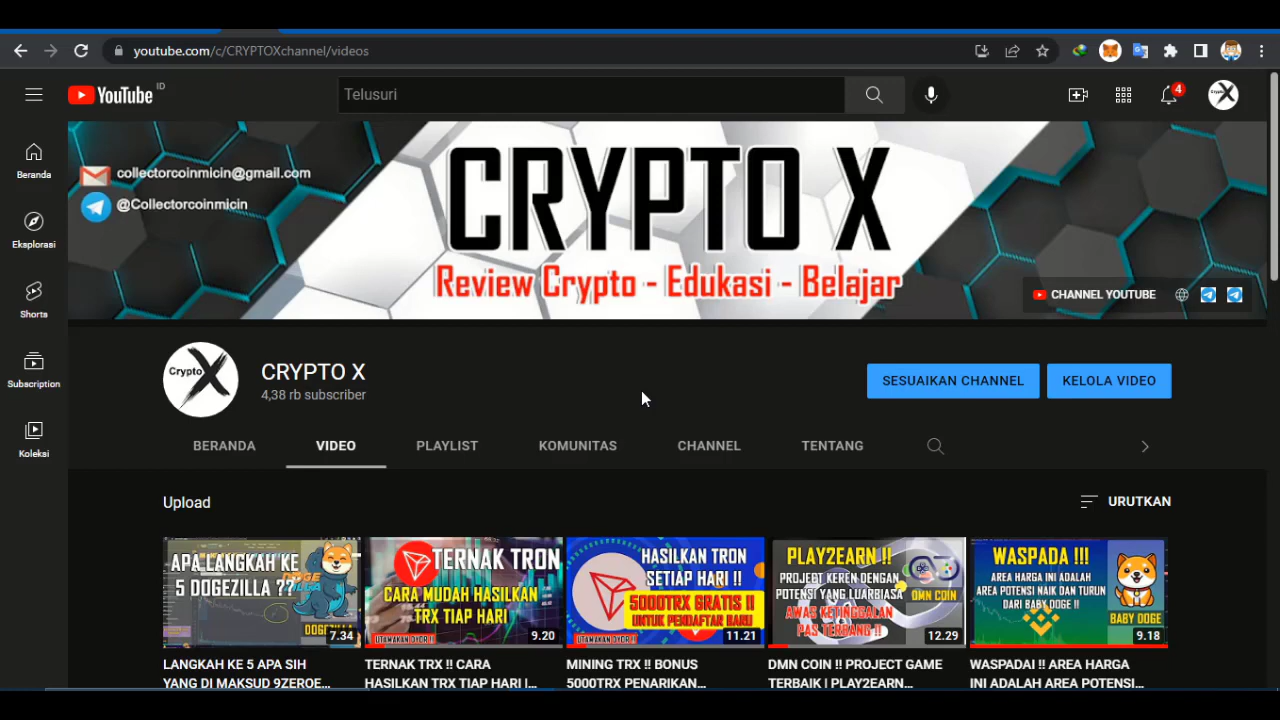 youtube.com/c/CRYPTOXchannel/videos
YouTube ID
Telusuri
4
Crypto X
Beranda
Eksplorasi
Shorts
Subscription
Koleksi
collectorcoinmicin@gmail.com
@Collectorcoinmicin
CRYPTO X
Review Crypto - Edukasi - Belajar
CHANNEL YOUTUBE
Crypto X
CRYPTO X
4,38 rb subscriber
SESUAIKAN CHANNEL
KELOLA VIDEO
BERANDA
VIDEO
PLAYLIST
KOMUNITAS
CHANNEL
TENTANG
Upload
URUTKAN
APA LANGKAH KE
5 DOGEZILLA ??
DOGEZILLA
7.34
LANGKAH KE 5 APA SIH
YANG DI MAKSUD 9ZEROE...
TERNAK TRON
CARA MUDAH HASILKAN
TRX TIAP HARI
UTAMAKAN DYOR !!
9.20
TERNAK TRX !! CARA
HASILKAN TRX TIAP HARI |...
HASILKAN TRON
SETIAP HARI !!
5000TRX GRATIS !!
UNTUK PENDAFTAR BARU
UTAMAKAN DYOR !!
11.21
MINING TRX !! BONUS
5000TRX PENARIKAN...
PLAY2EARN !!
PROJECT KEREN DENGAN
POTENSI YANG LUARBIASA
AWAS KETINGGALAN
PAS TERBANG !!
DMN COIN
12.29
DMN COIN !! PROJECT GAME
TERBAIK | PLAY2EARN...
WASPADA !!!
AREA HARGA INI ADALAH
AREA POTENSI NAIK DAN TURUN
DARI BABY DOGE !!
BABY DOGE
9.18
WASPADAI !! AREA HARGA
INI ADALAH AREA POTENSI...